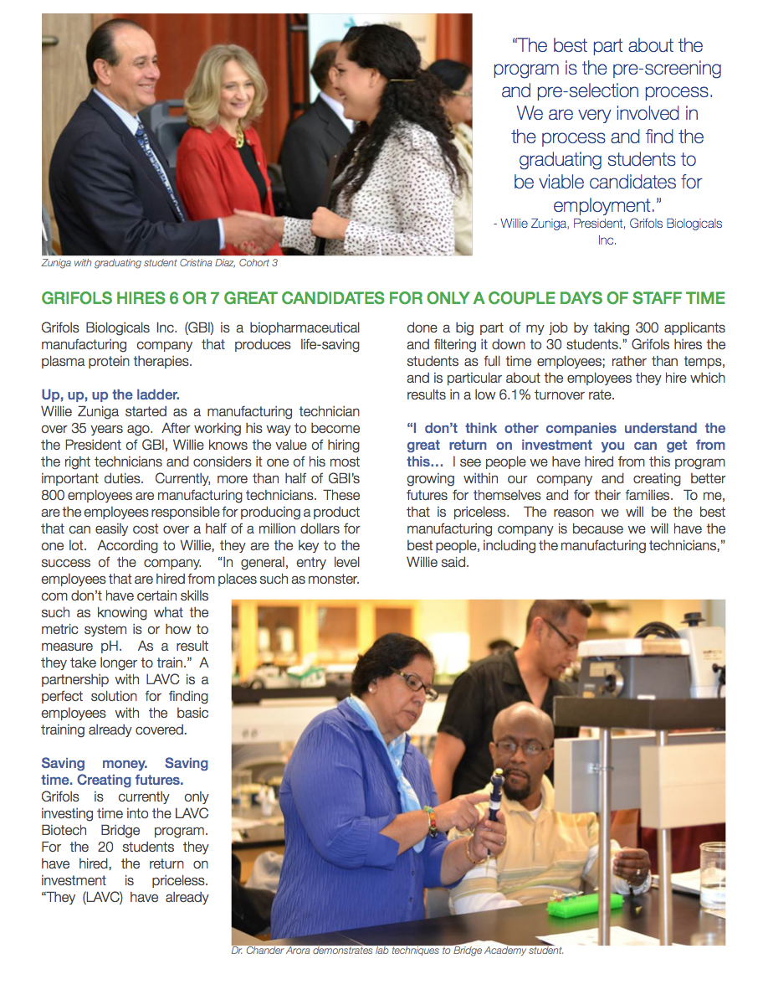 “The best part about the
program is the pre-screening
and pre-selection process.
We are very involved in
the process and find the
graduating students to
be viable candidates for
employment.”
- Willie Zuniga, President, Grifols Biologicals
Inc.
Zuniga with graduating student Cristina Diaz, Cohort 3
GRIFOLS HIRES 6 OR 7 GREAT CANDIDATES FOR ONLY A COUPLE DAYS OF STAFF TIME
Grifols Biologicals Inc. (GBI) is a biopharmaceutical
manufacturing company that produces life-saving
plasma protein therapies.
Up, up, up the ladder.
Willie Zuniga started as a manufacturing technician
over 35 years ago. After working his way to become
the President of GBI, Willie knows the value of hiring
the right technicians and considers it one of his most
important duties. Currently, more than half of GBI’s
800 employees are manufacturing technicians. These
are the employees responsible for producing a product
that can easily cost over a half of a million dollars for
one lot. According to Willie, they are the key to the
success of the company. “In general, entry level
employees that are hired from places such as monster.
com don’t have certain skills
such as knowing what the
metric system is or how to
measure pH. As a result
they take longer to train.” A
partnership with LAVC is a
perfect solution for finding
employees with the basic
training already covered.
Saving money. Saving
time. Creating futures.
Grifols is currently only
investing time into the LAVC
Biotech Bridge program.
For the 20 students they
have hired, the return on
investment is priceless.
“They (LAVC) have already
done a big part of my job by taking 300 applicants
and filtering it down to 30 students.” Grifols hires the
students as full time employees; rather than temps,
and is particular about the employees they hire which
results in a low 6.1% turnover rate.
“I don’t think other companies understand the
great return on investment you can get from
this… I see people we have hired from this program
growing within our company and creating better
futures for themselves and for their families. To me,
that is priceless. The reason we will be the best
manufacturing company is because we will have the
best people, including the manufacturing technicians,”
Willie said.
Dr. Chander Arora demonstrates lab techniques to Bridge Academy student.